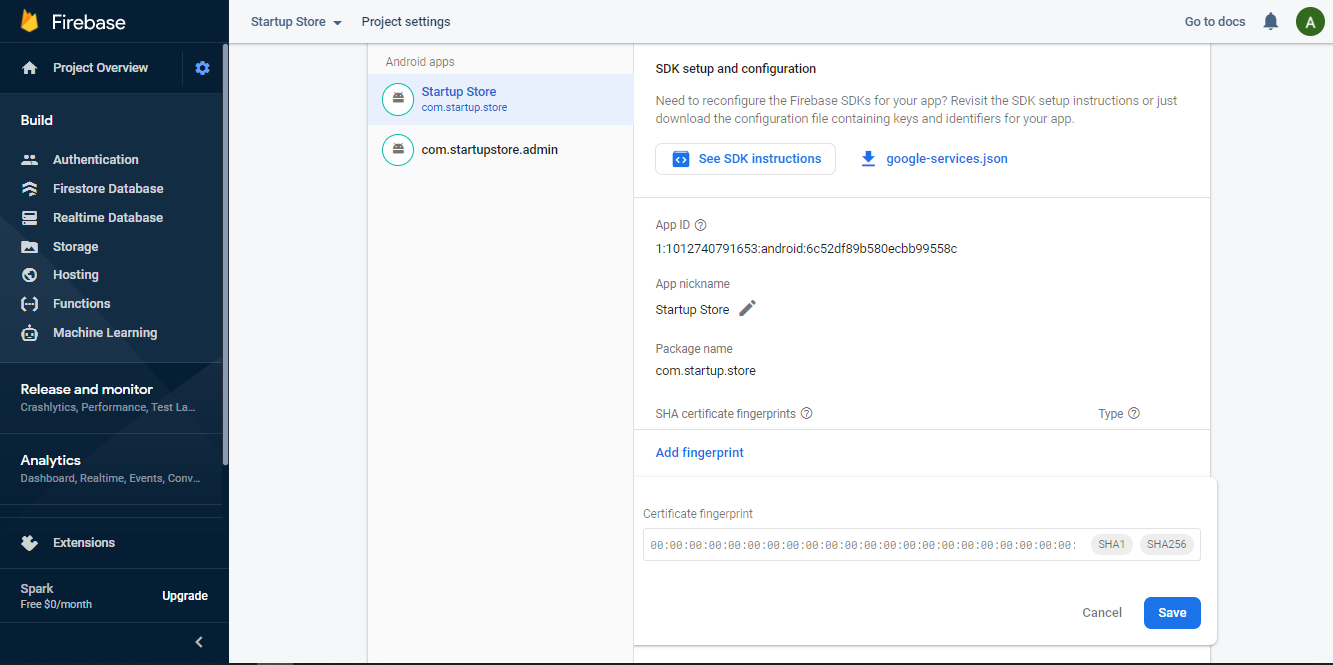 Firebase
Startup Store
Project settings
Go to docs
A
Project Overview
Build
Authentication
Firestore Database
Realtime Database
Storage
Hosting
Functions
Machine Learning
Release and monitor
Crashlytics, Performance, Test La...
Analytics
Dashboard, Realtime, Events, Conv...
Extensions
Spark
Free $0/month
Upgrade
Android apps
Startup Store
com.startup.store
com.startupstore.admin
SDK setup and configuration
Need to reconfigure the Firebase SDKs for your app? Revisit the SDK setup instructions or just
download the configuration file containing keys and identifiers for your app.
See SDK instructions
google-services.json
App ID
1:1012740791653:android:6c52df89b580ecbb99558c
App nickname
Startup Store
Package name
com.startup.store
SHA certificate fingerprints
Type
Add fingerprint
Certificate fingerprint
00:00:00:00:00:00:00:00:00:00:00:00:00:00:00:00:00:00:00:00:00:00:
SHA1
SHA256
Cancel
Save